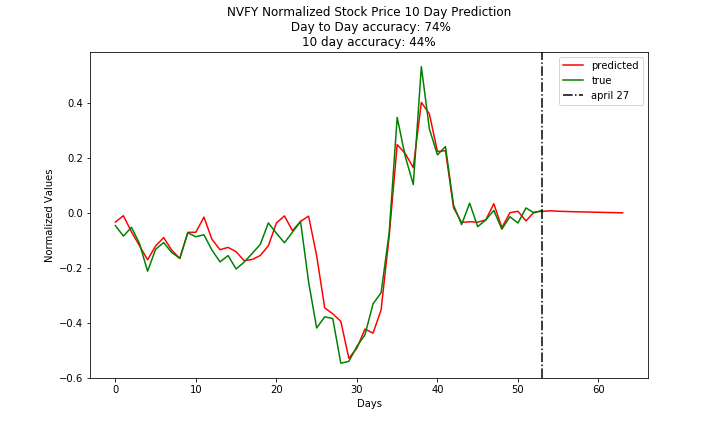 NVFY Normalized Stock Price 10 Day Prediction
Day to Day accuracy: 74%
10 day accuracy: 44%
predicted
true
april 27
0.4
0.2
0.0
−0.2
−0.4
−0.6
Normalized Values
0 10 20 30 40 50 60
Days